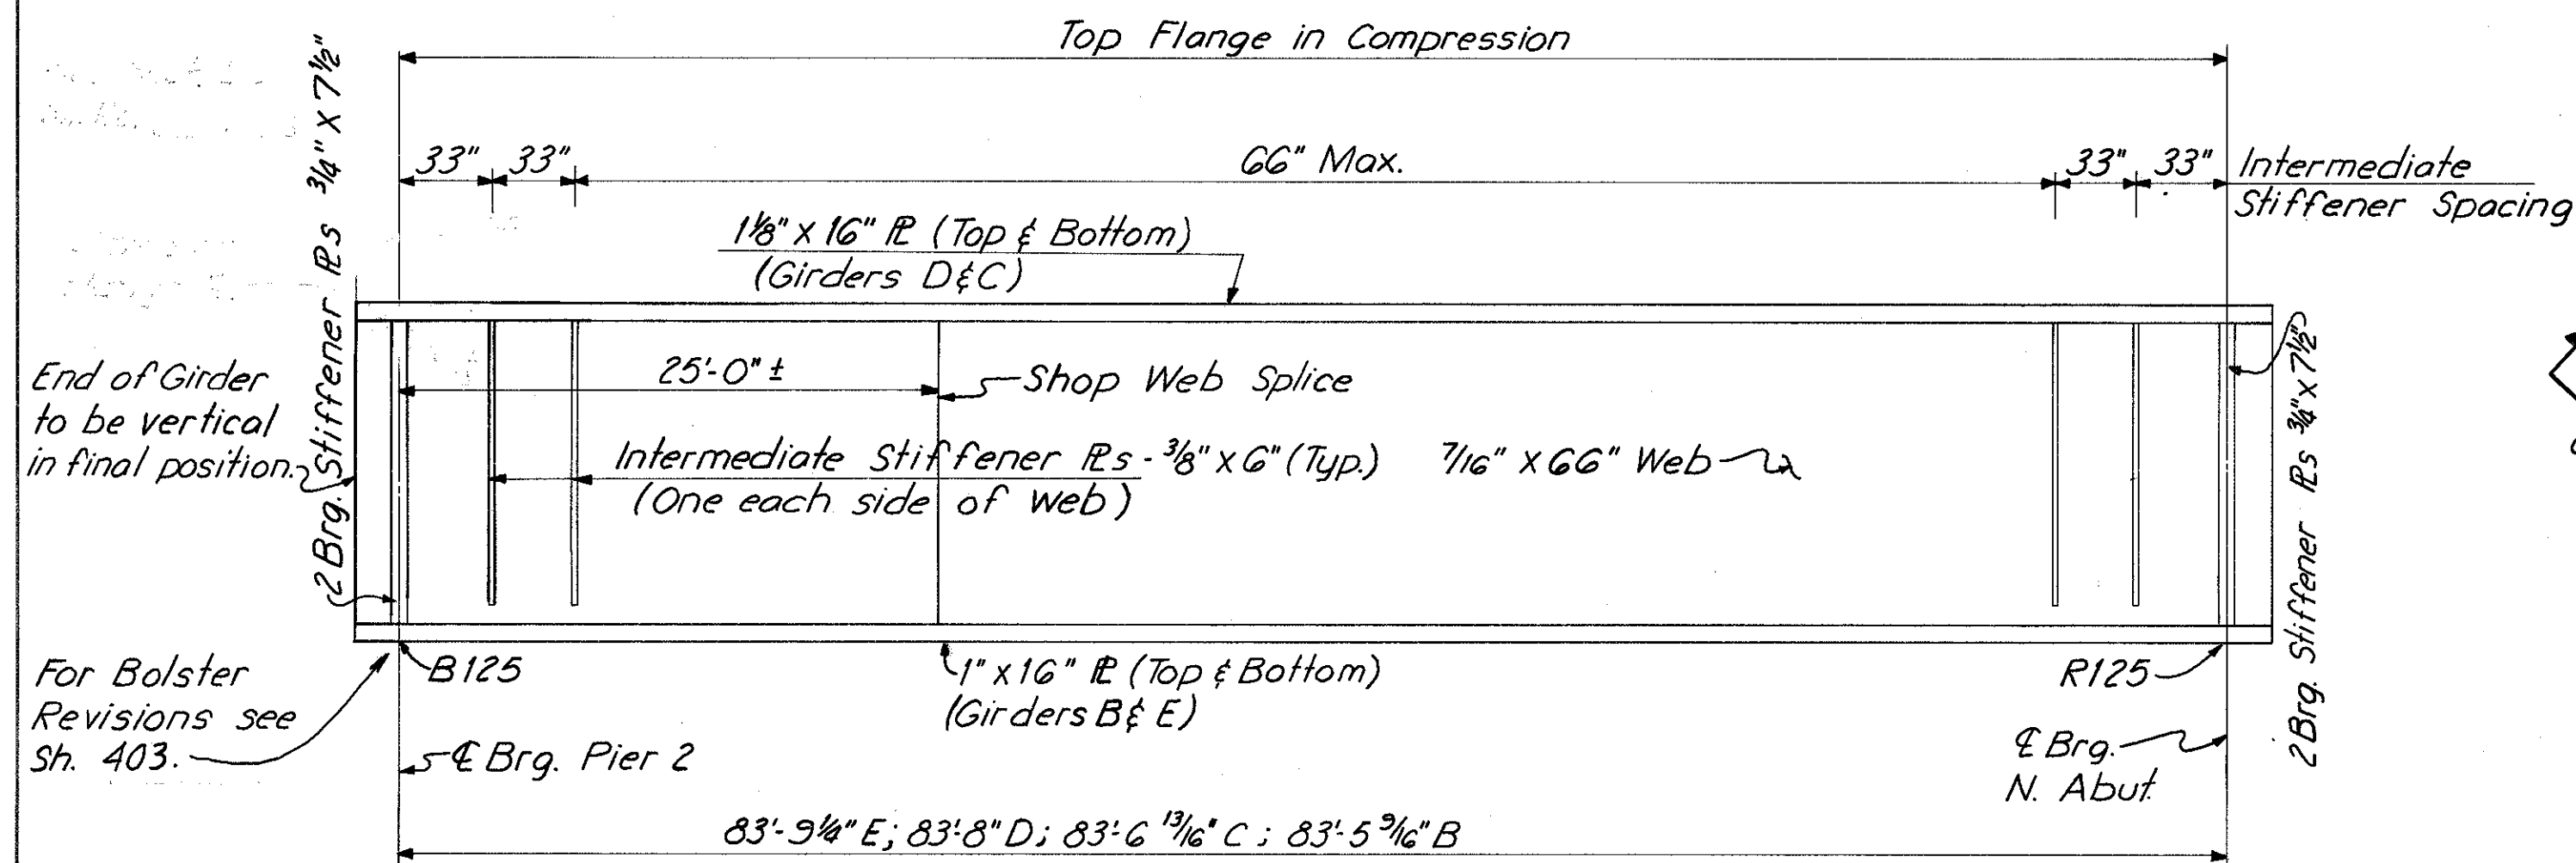 Top Flange in Compression
2 Brg. Stiffener ℙs 3/4" x 7 1/2"
33" 33" 66" Max. 33" 33" Intermediate
Stiffener Spacing
1 1/8" x 16" ℙ (Top & Bottom)
(Girders D & C)
End of Girder
to be vertical
in final position.
25'-0" ±
Shop Web Splice
Intermediate Stiffener ℙs - 3/8" x 6" (Typ.)
(One each side of Web)
7/16" x 66" Web
2 Brg. Stiffener ℙs 3/4" x 7 1/2"
B125
R125
For Bolster
Revisions see
Sh. 403.
1" x 16" ℙ (Top & Bottom)
(Girders B & E)
℄ Brg. Pier 2
℄ Brg.
N. Abut.
83'-9 1/4" E; 83'-8" D; 83'-6 13/16" C; 83'-5 9/16" B